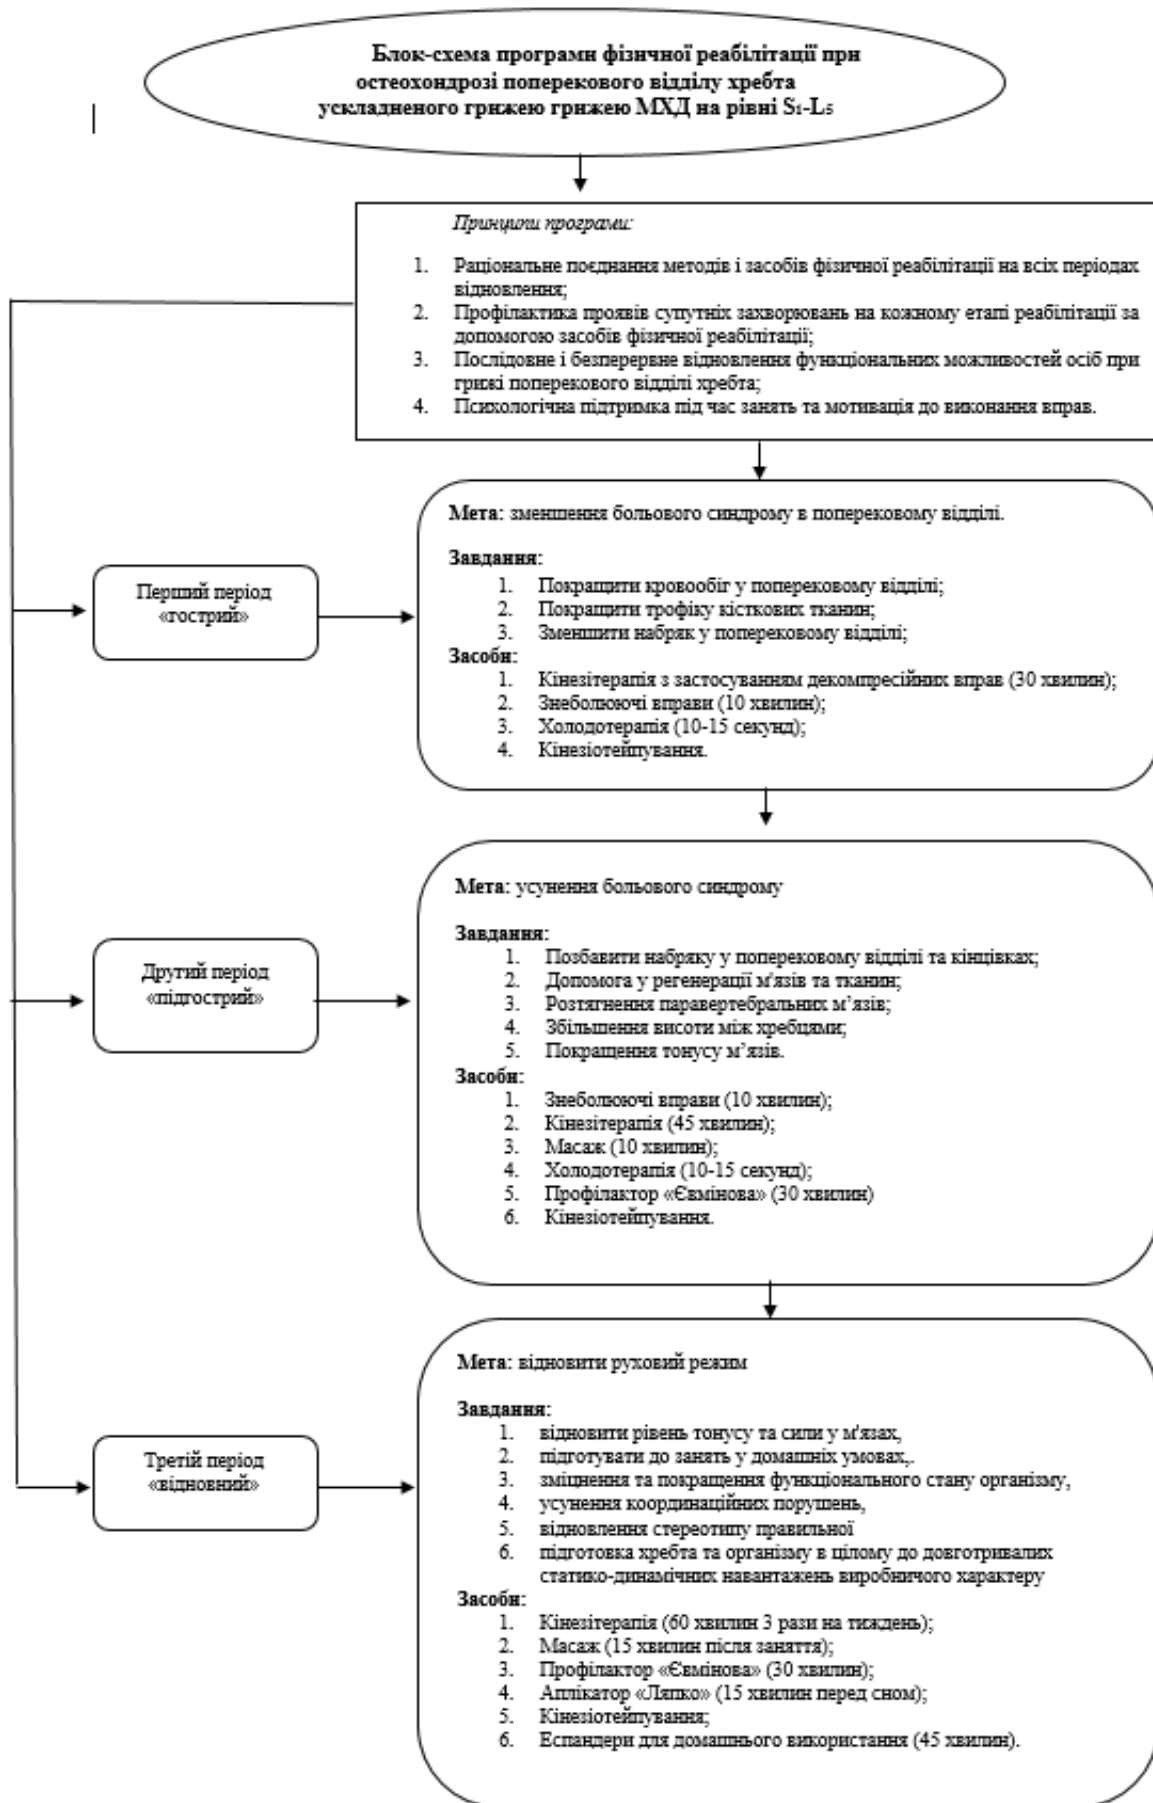 Блок-схема програми фізичної реабілітації при
остеохондрозі поперекового відділу хребта
ускладненого грижею грижею МХД на рівні S1-L5
Принципи програми:
1. Раціональне поєднання методів і засобів фізичної реабілітації на всіх періодах
відновлення;
2. Профілактика проявів супутніх захворювань на кожному етапі реабілітації за
допомогою засобів фізичної реабілітації;
3. Послідовне і безперервне відновлення функціональних можливостей осіб при
грижі поперекового відділі хребта;
4. Психологічна підтримка під час занять та мотивація до виконання вправ.
Перший період
«гострий»
Мета: зменшення больового синдрому в поперековому відділі.
Завдання:
1. Покращити кровообіг у поперековому відділі;
2. Покращити трофіку кісткових тканин;
3. Зменшити набряк у поперековому відділі;
Засоби:
1. Кінезітерапія з застосуванням декомпресійних вправ (30 хвилин);
2. Знеболюючі вправи (10 хвилин);
3. Холодотерапія (10-15 секунд);
4. Кінезіотейпування.
Другий період
«підгострий»
Мета: усунення больового синдрому
Завдання:
1. Позбавити набряку у поперековому відділі та кінцівках;
2. Допомога у регенерації м'язів та тканин;
3. Розтягнення паравертебральних м’язів;
4. Збільшення висоти між хребцями;
5. Покращення тонусу м’язів.
Засоби:
1. Знеболюючі вправи (10 хвилин);
2. Кінезітерапія (45 хвилин);
3. Масаж (10 хвилин);
4. Холодотерапія (10-15 секунд);
5. Профілактор «Євмінова» (30 хвилин)
6. Кінезіотейпування.
Третій період
«відновний»
Мета: відновити руховий режим
Завдання:
1. відновити рівень тонусу та сили у м'язах,
2. підготувати до занять у домашніх умовах,.
3. зміцнення та покращення функціонального стану організму,
4. усунення координаційних порушень,
5. відновлення стереотипу правильної
6. підготовка хребта та організму в цілому до довготривалих
статико-динамічних навантажень виробничого характеру
Засоби:
1. Кінезітерапія (60 хвилин 3 рази на тиждень);
2. Масаж (15 хвилин після заняття);
3. Профілактор «Євмінова» (30 хвилин);
4. Аплікатор «Ляпко» (15 хвилин перед сном);
5. Кінезіотейпування;
6. Еспандери для домашнього використання (45 хвилин).